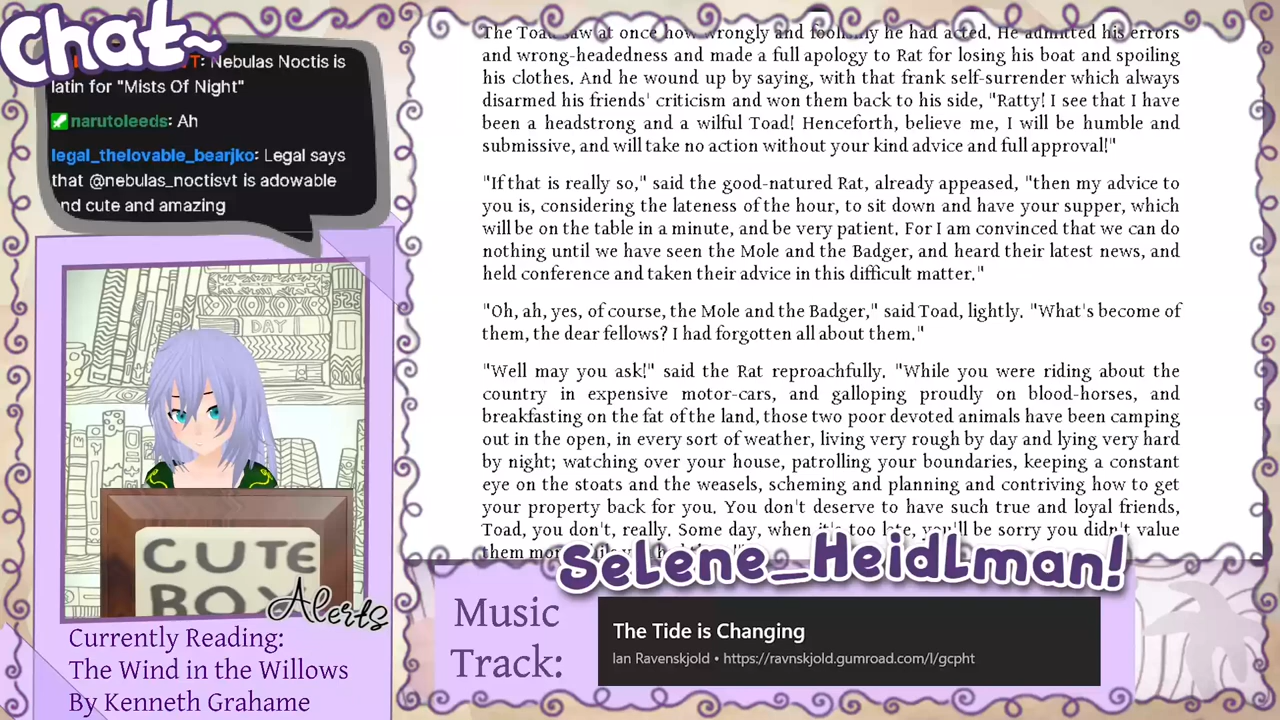 Chat~
T: Nebulas Noctis is
latin for "Mists Of Night"
narutoleeds: Ah
legal_thelovable_bearjko: Legal says
that @nebulas_noctisvt is adowable
and cute and amazing
DAY
CUTE
BOX
Alerts
Currently Reading:
The Wind in the Willows
By Kenneth Grahame
The Toad saw at once how wrongly and foolishly he had acted. He admitted his errors
and wrong-headedness and made a full apology to Rat for losing his boat and spoiling
his clothes. And he wound up by saying, with that frank self-surrender which always
disarmed his friends' criticism and won them back to his side, "Ratty! I see that I have
been a headstrong and a wilful Toad! Henceforth, believe me, I will be humble and
submissive, and will take no action without your kind advice and full approval!"
"If that is really so," said the good-natured Rat, already appeased, "then my advice to
you is, considering the lateness of the hour, to sit down and have your supper, which
will be on the table in a minute, and be very patient. For I am convinced that we can do
nothing until we have seen the Mole and the Badger, and heard their latest news, and
held conference and taken their advice in this difficult matter."
"Oh, ah, yes, of course, the Mole and the Badger," said Toad, lightly. "What's become of
them, the dear fellows? I had forgotten all about them."
"Well may you ask!" said the Rat reproachfully. "While you were riding about the
country in expensive motor-cars, and galloping proudly on blood-horses, and
breakfasting on the fat of the land, those two poor devoted animals have been camping
out in the open, in every sort of weather, living very rough by day and lying very hard
by night; watching over your house, patrolling your boundaries, keeping a constant
eye on the stoats and the weasels, scheming and planning and contriving how to get
your property back for you. You don't deserve to have such true and loyal friends,
Toad, you don't, really. Some day, when it's too late, you'll be sorry you didn't value
them more
Selene_Heidlman!
Music
Track:
The Tide is Changing
Ian Ravenskjold • https://ravnskjold.gumroad.com/l/gcpht